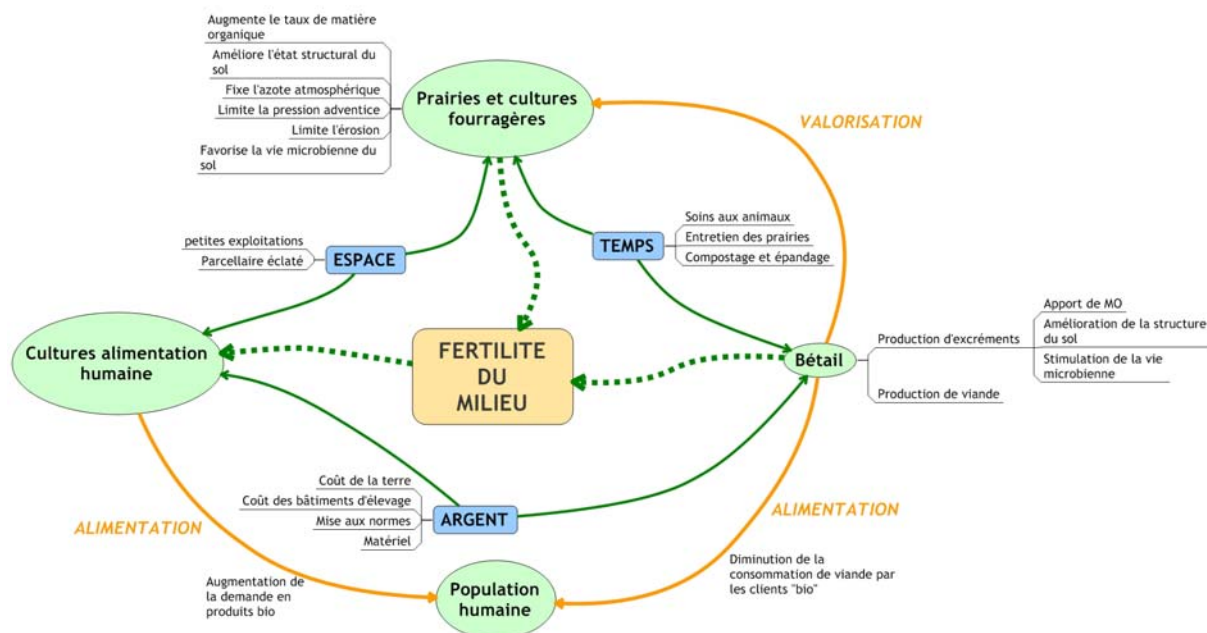 Augmente le taux de matière
organique
Améliore l'état structural du
sol
Fixe l'azote atmosphérique
Limite la pression adventice
Limite l'érosion
Favorise la vie microbienne du
sol
Prairies et cultures
fourragères
VALORISATION
petites exploitations
Parcellaire éclaté
ESPACE
TEMPS
Soins aux animaux
Entretien des prairies
Compostage et épandage
Cultures alimentation
humaine
FERTILITE
DU
MILIEU
Bétail
Production d'excréments
Apport de MO
Amélioration de la structure
du sol
Stimulation de la vie
microbienne
Production de viande
Coût de la terre
Coût des bâtiments d'élevage
Mise aux normes
Matériel
ARGENT
ALIMENTATION
ALIMENTATION
Augmentation de
la demande en
produits bio
Population
humaine
Diminution de la
consommation de viande par
les clients "bio"